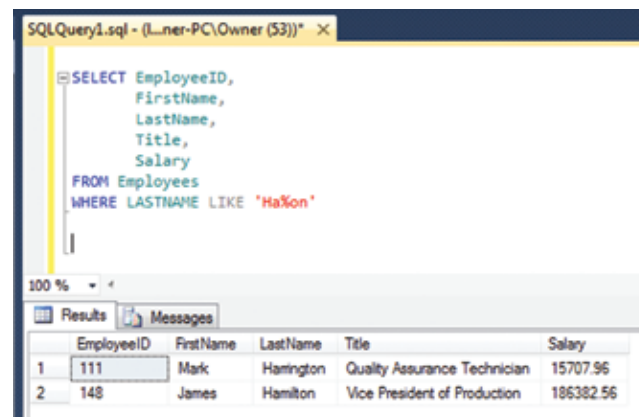 SQLQuery1.sql - (l...ner-PC\Owner (53))* ×
SELECT EmployeeID,
FirstName,
LastName,
Title,
Salary
FROM Employees
WHERE LASTNAME LIKE 'Ha%on'
100 %
Results Messages
EmployeeID FirstName LastName Title Salary
1 111 Mark Harrington Quality Assurance Technician 15707.96
2 148 James Hamilton Vice President of Production 186382.56